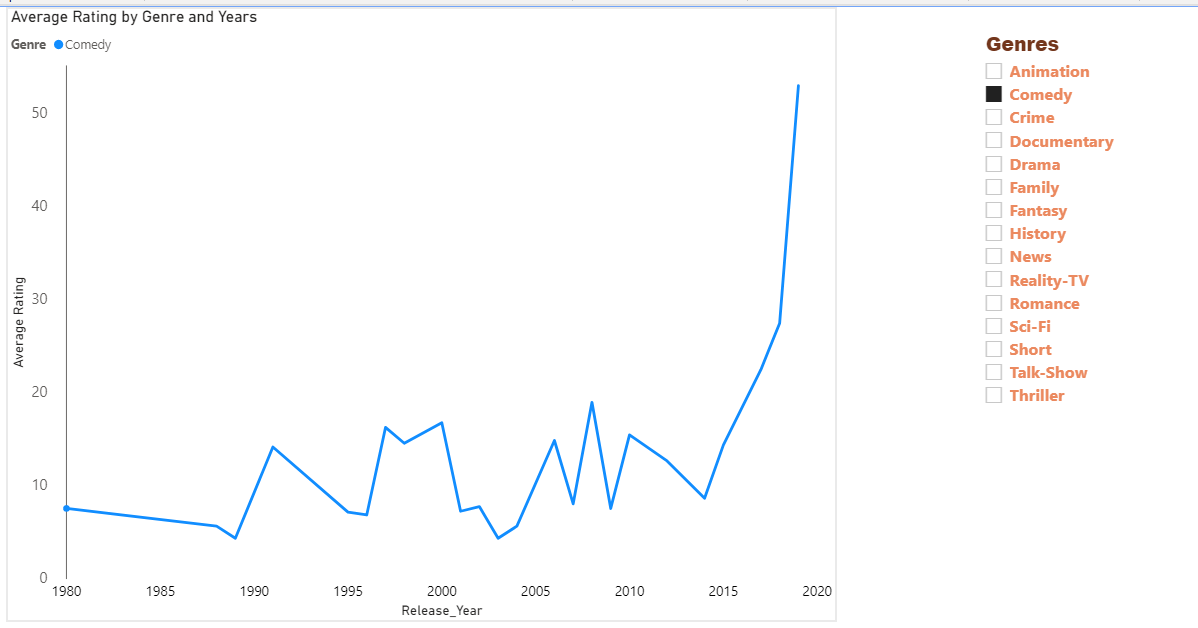 Average Rating by Genre and Years
Genre Comedy
50
40
30
20
10
0
Average Rating
1980 1985 1990 1995 2000 2005 2010 2015 2020
Release_Year
Genres
Animation
Comedy
Crime
Documentary
Drama
Family
Fantasy
History
News
Reality-TV
Romance
Sci-Fi
Short
Talk-Show
Thriller